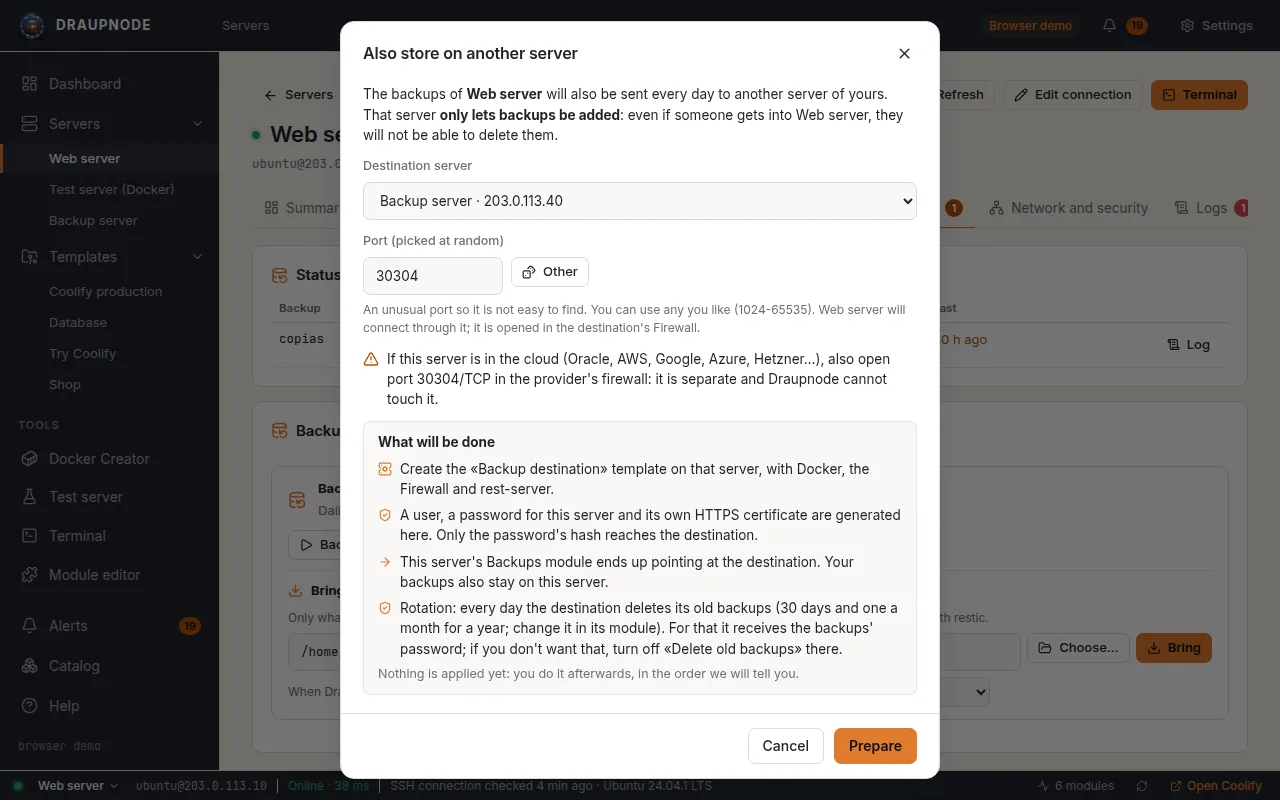 DRAUPNODE
Servers
Browser demo
19
Settings
Dashboard
Servers
Web server
Test server (Docker)
Backup server
Templates
Coolify production
Database
Try Coolify
Shop
TOOLS
Docker Creator
Test server
Terminal
Module editor
Alerts
19
Catalog
Help
browser demo
Servers
Refresh
Edit connection
Terminal
ubuntu@203.0
1
Network and security
Logs
1
Status
Backup
copias
0 h ago
Log
Only wha
th restic.
/home
Choose...
Bring
Also store on another server
The backups of Web server will also be sent every day to another server of yours.
That server only lets backups be added: even if someone gets into Web server, they
will not be able to delete them.
Destination server
Backup server · 203.0.113.40
Port (picked at random)
30304
Other
An unusual port so it is not easy to find. You can use any you like (1024-65535). Web server will
connect through it; it is opened in the destination's Firewall.
If this server is in the cloud (Oracle, AWS, Google, Azure, Hetzner...), also open
port 30304/TCP in the provider's firewall: it is separate and Draupnode cannot
touch it.
What will be done
Create the «Backup destination» template on that server, with Docker, the
Firewall and rest-server.
A user, a password for this server and its own HTTPS certificate are generated
here. Only the password's hash reaches the destination.
This server's Backups module ends up pointing at the destination. Your
backups also stay on this server.
Rotation: every day the destination deletes its old backups (30 days and one a
month for a year; change it in its module). For that it receives the backups'
password; if you don't want that, turn off «Delete old backups» there.
Nothing is applied yet: you do it afterwards, in the order we will tell you.
Cancel
Prepare
Web server
ubuntu@203.0.113.10
Online · 38 ms
SSH connection checked 4 min ago · Ubuntu 24.04.1 LTS
6 modules
Open Coolify